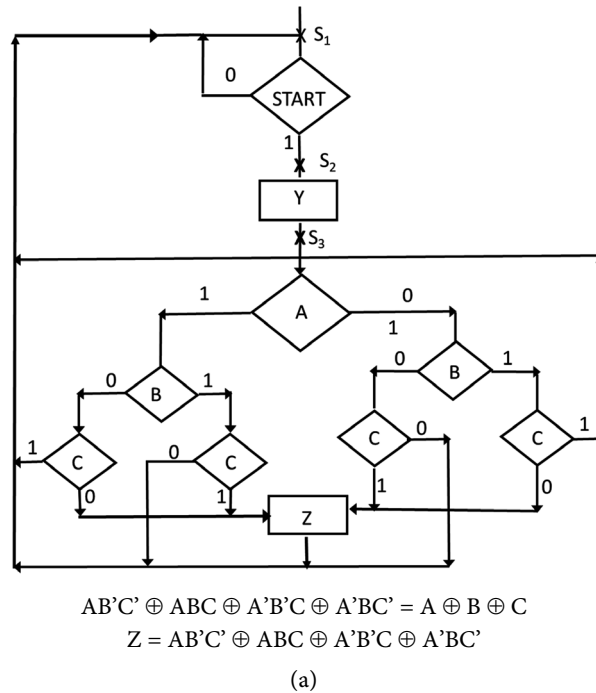 S₁
0
START
1
S₂
Y
S₃
1
A
0
1
0
B
1
0
B
1
1
C
0
C
C
0
C
1
0
1
1
0
Z
AB’C’ ⊕ ABC ⊕ A’B’C ⊕ A’BC’ = A ⊕ B ⊕ C
Z = AB’C’ ⊕ ABC ⊕ A’B’C ⊕ A’BC’
(a)